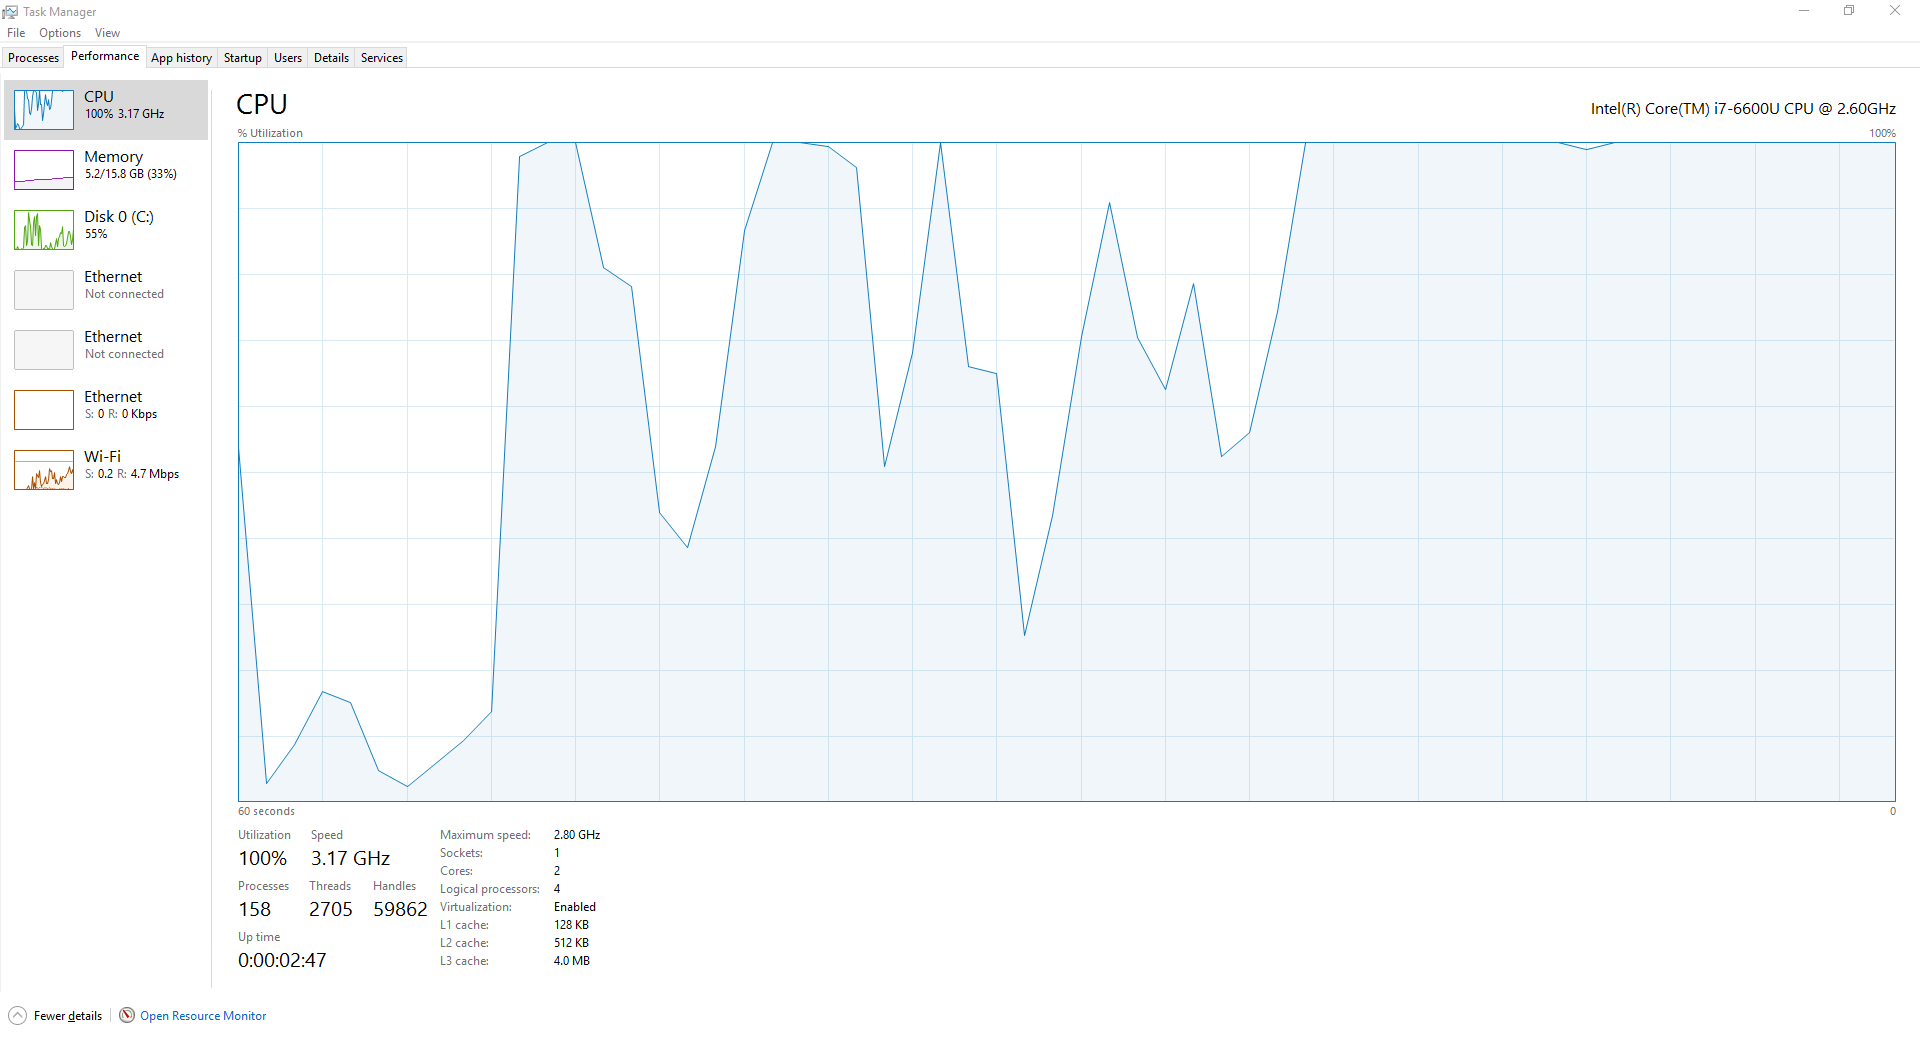 Task Manager
File Options View
Processes Performance App history Startup Users Details Services
CPU
100% 3.17 GHz
Memory
5.2/15.8 GB (33%)
Disk 0 (C:)
55%
Ethernet
Not connected
Ethernet
Not connected
Ethernet
S: 0 R: 0 Kbps
Wi-Fi
S: 0.2 R: 4.7 Mbps
CPU
Intel(R) Core(TM) i7-6600U CPU @ 2.60GHz
% Utilization 100%
60 seconds 0
Utilization Speed
100% 3.17 GHz
Processes Threads Handles
158 2705 59862
Up time
0:00:02:47
Maximum speed: 2.80 GHz
Sockets: 1
Cores: 2
Logical processors: 4
Virtualization: Enabled
L1 cache: 128 KB
L2 cache: 512 KB
L3 cache: 4.0 MB
Fewer details Open Resource Monitor